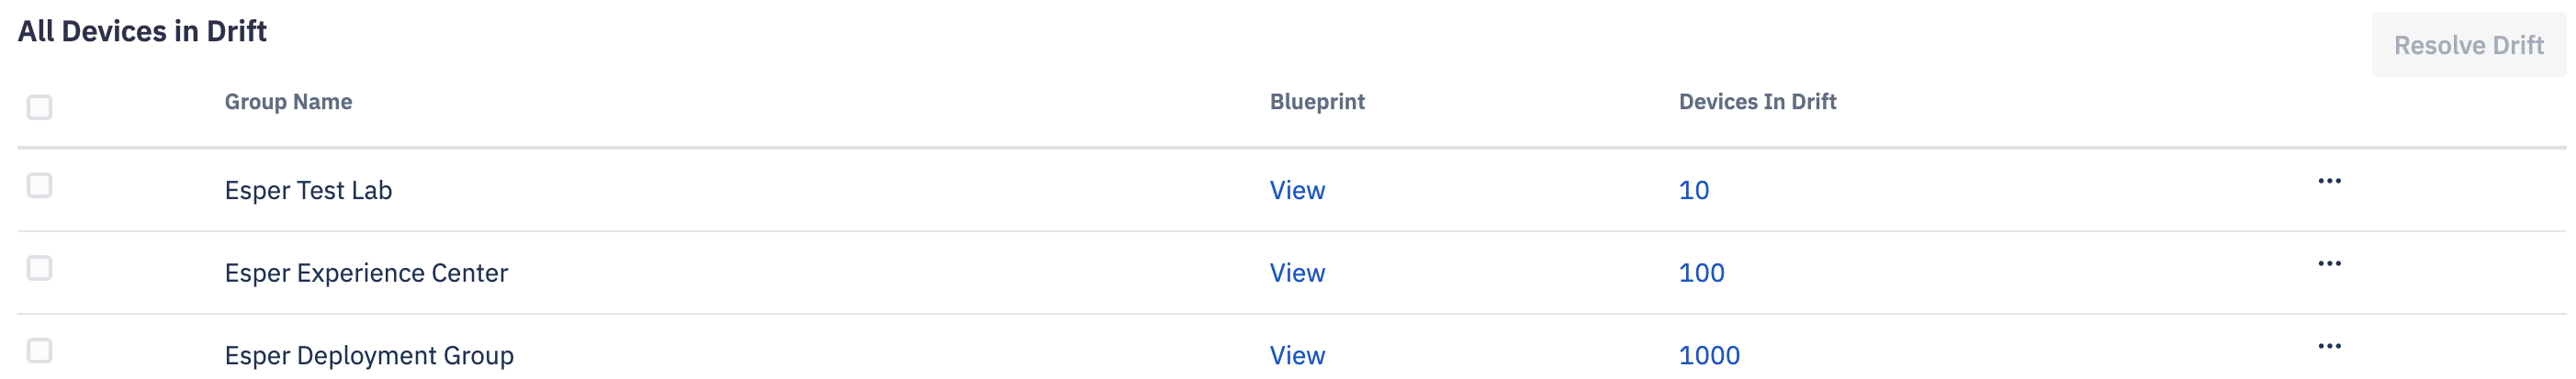 All Devices in Drift
Resolve Drift
Group Name Blueprint Devices In Drift
Esper Test Lab View 10 ...
Esper Experience Center View 100 ...
Esper Deployment Group View 1000 ...